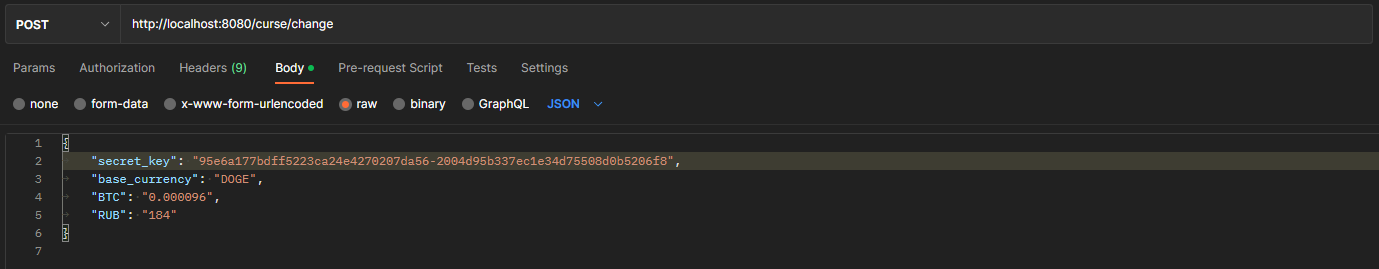 POST http://localhost:8080/curse/change
Params Authorization Headers (9) Body Pre-request Script Tests Settings
none form-data x-www-form-urlencoded raw binary GraphQL JSON
1 {
2 "secret_key": "95e6a177bdff5223ca24e4270207da56-2004d95b337ec1e34d75508d0b5206f8",
3 "base_currency": "DOGE",
4 "BTC": "0.000096",
5 "RUB": "184"
6 }
7